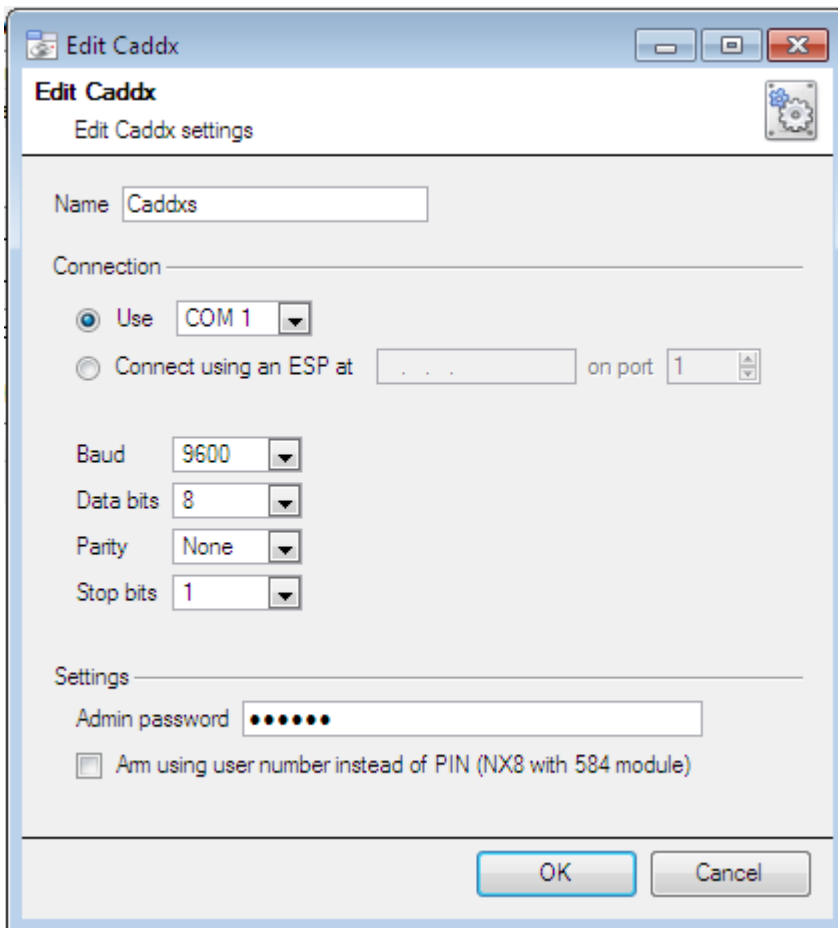 Edit Caddx
Edit Caddx
Edit Caddx settings
Name Caddxs
Connection
Use COM 1
Connect using an ESP at . . . on port 1
Baud 9600
Data bits 8
Parity None
Stop bits 1
Settings
Admin password ●●●●●●
Arm using user number instead of PIN (NX8 with 584 module)
OK Cancel